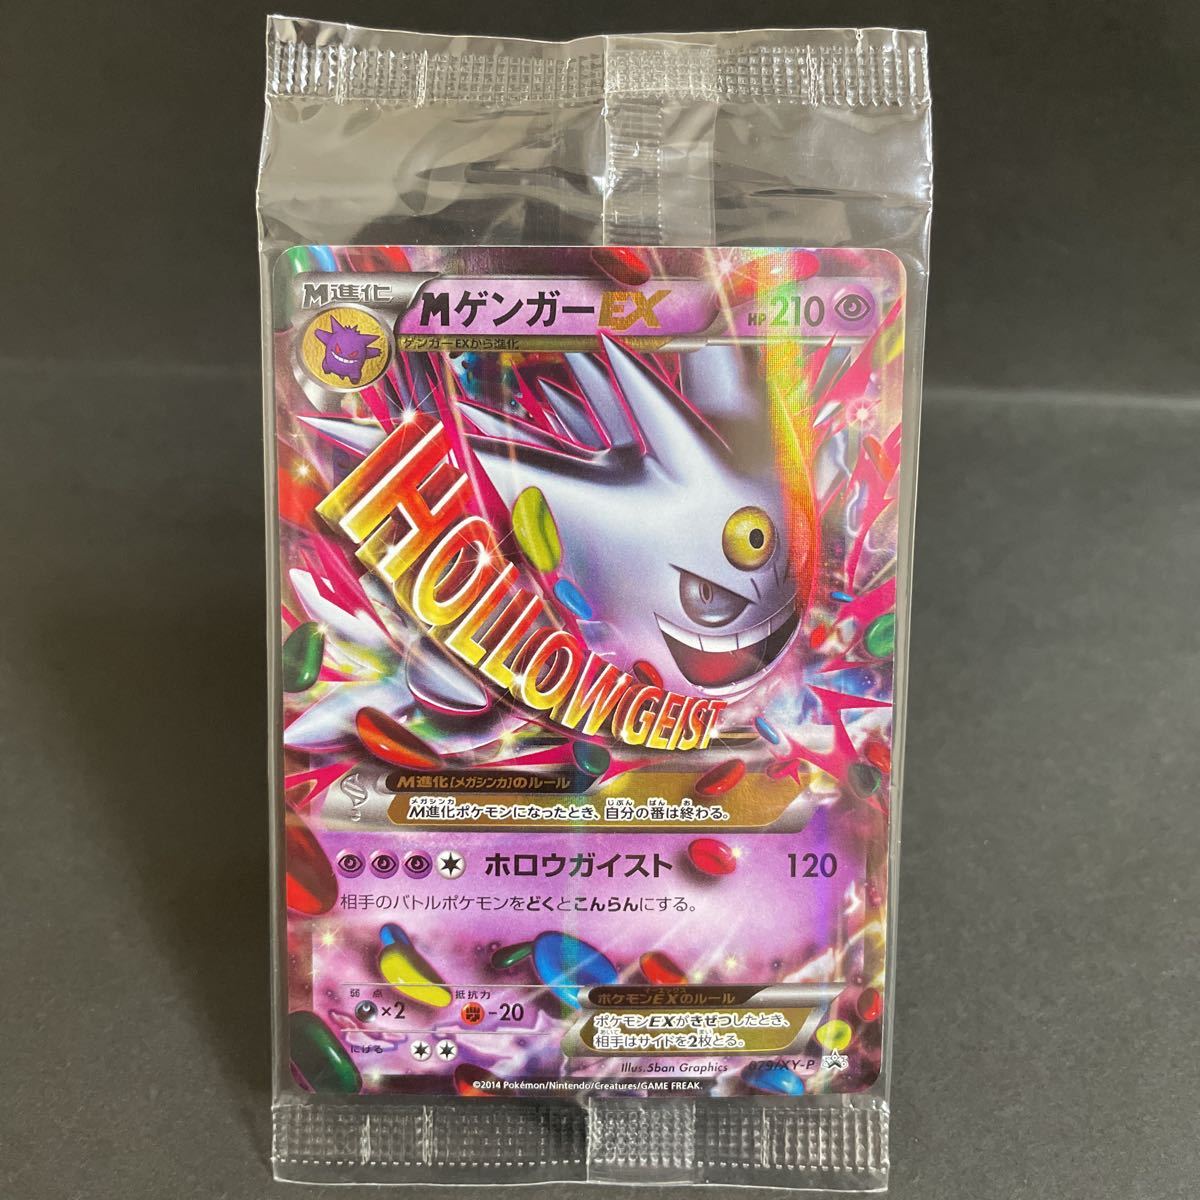 M進化
MゲンガーEX
HP210
ゲンガーEXから進化
HOLLOW GEIST
M進化[メガシンカ]のルール
M進化ポケモンになったとき、自分の番は終わる。
ホロウガイスト 120
相手のバトルポケモンをどくとこんらんにする。
弱点 ×2 抵抗力 -20
ポケモンEXのルール
ポケモンEXがきぜつしたとき、
相手はサイドを2枚とる。
にげる
Illus.5ban Graphics 079/XY-P
©2014 Pokémon/Nintendo/Creatures/GAME FREAK.